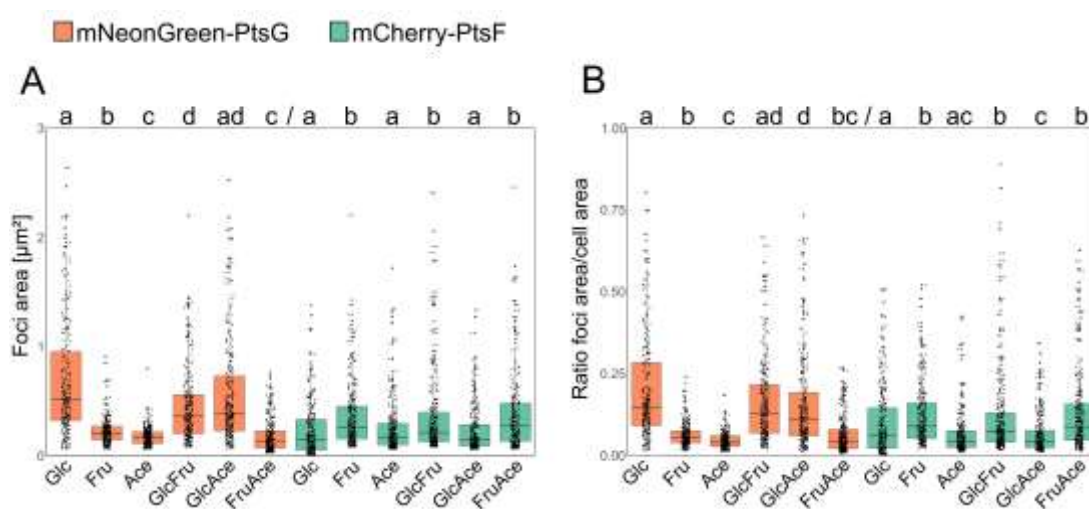 mNeonGreen-PtsG mCherry-PtsF
A
a b c d ad c / a b a b a b
3
2
1
0
Foci area [µm²]
Glc Fru Ace GlcFru GlcAce FruAce Glc Fru Ace GlcFru GlcAce FruAce
B
a b c ad d bc / a b ac b c b
1.00
0.75
0.50
0.25
0.00
Ratio foci area/cell area
Glc Fru Ace GlcFru GlcAce FruAce Glc Fru Ace GlcFru GlcAce FruAce